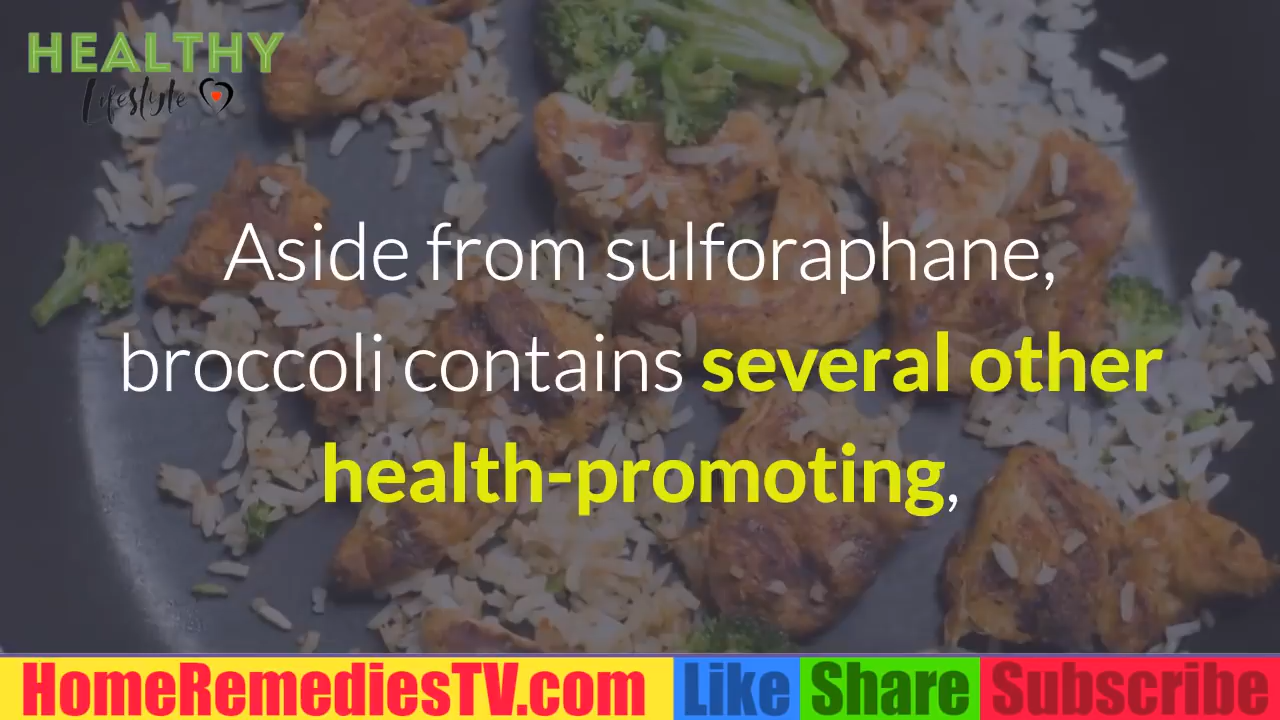 HEALTHY
Lifestyle
Aside from sulforaphane,
broccoli contains several other
health-promoting,
HomeRemediesTV.com Like Share Subscribe